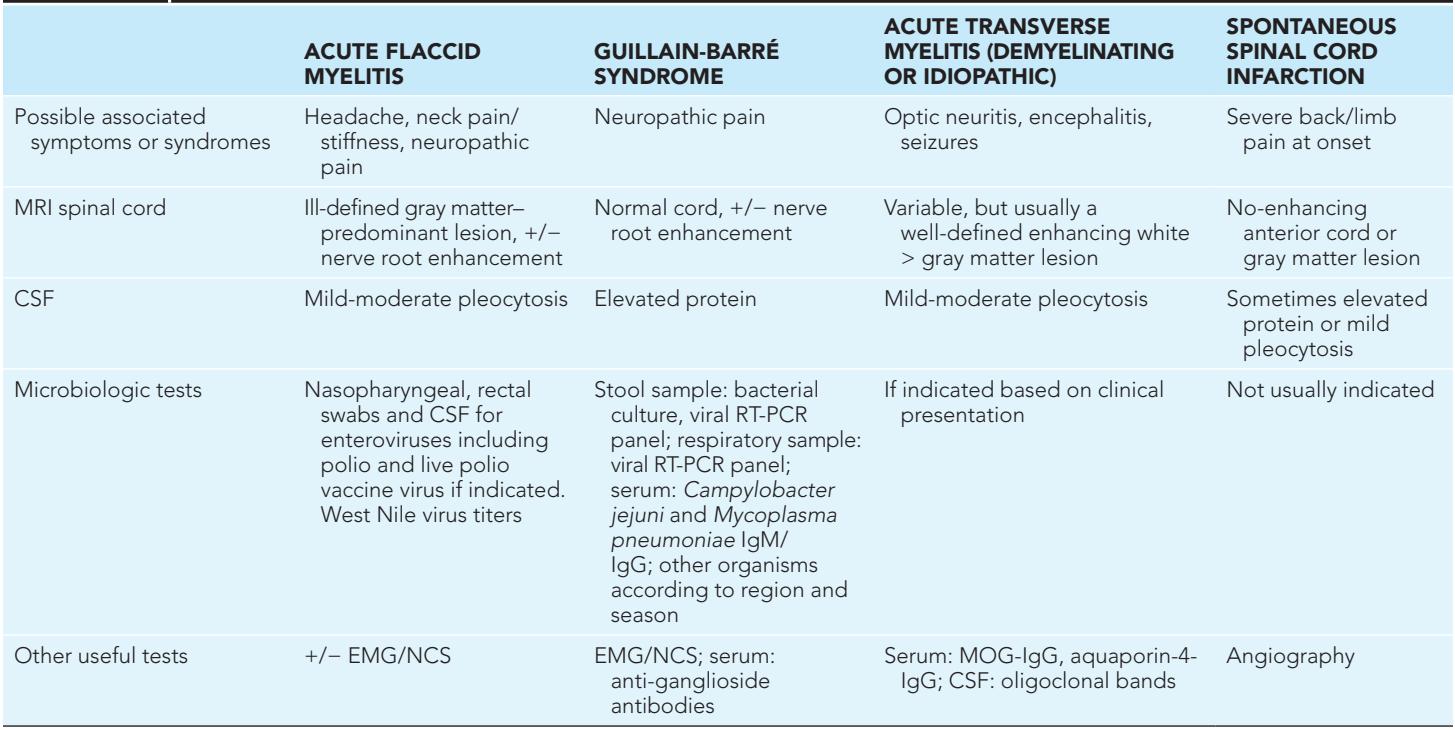 ACUTE FLACCID
MYELITIS
GUILLAIN-BARRÉ
SYNDROME
ACUTE TRANSVERSE
MYELITIS (DEMYELINATING
OR IDIOPATHIC)
SPONTANEOUS
SPINAL CORD
INFARCTION
Possible associated
symptoms or syndromes
Headache, neck pain/
stiffness, neuropathic
pain
Neuropathic pain
Optic neuritis, encephalitis,
seizures
Severe back/limb
pain at onset
MRI spinal cord
Ill-defined gray matter–
predominant lesion, +/−
nerve root enhancement
Normal cord, +/− nerve
root enhancement
Variable, but usually a
well-defined enhancing white
> gray matter lesion
No-enhancing
anterior cord or
gray matter lesion
CSF
Mild-moderate pleocytosis
Elevated protein
Mild-moderate pleocytosis
Sometimes elevated
protein or mild
pleocytosis
Microbiologic tests
Nasopharyngeal, rectal
swabs and CSF for
enteroviruses including
polio and live polio
vaccine virus if indicated.
West Nile virus titers
Stool sample: bacterial
culture, viral RT-PCR
panel; respiratory sample:
viral RT-PCR panel;
serum: Campylobacter
jejuni and Mycoplasma
pneumoniae IgM/
IgG; other organisms
according to region and
season
If indicated based on clinical
presentation
Not usually indicated
Other useful tests
+/− EMG/NCS
EMG/NCS; serum:
anti-ganglioside
antibodies
Serum: MOG-IgG, aquaporin-4-
IgG; CSF: oligoclonal bands
Angiography